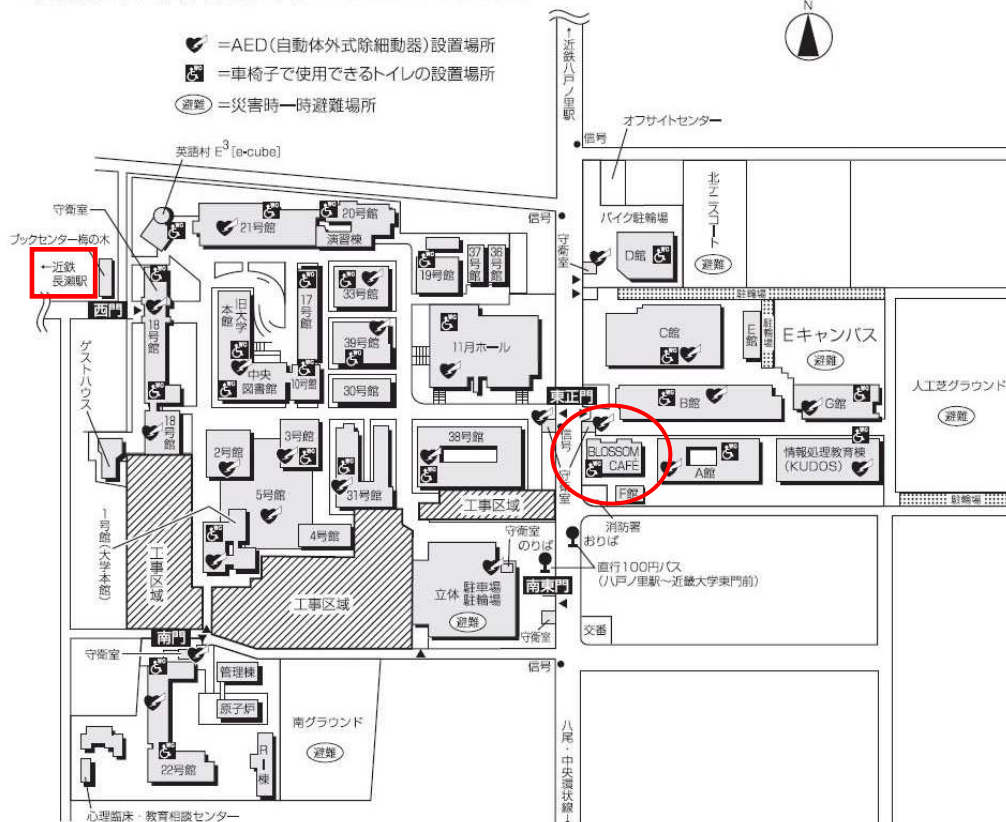 N
=AED(自動体外式除細動器)設置場所
=車椅子で使用できるトイレの設置場所
避難 =災害時一時避難場所
↑近鉄八戸ノ里駅
信号
オフサイトセンター
英語村 E³ [e-cube]
守衛室
ブックセンター梅の木
←近鉄
長瀬駅
西門
21号館
20号館
演習棟
信号
守衛室
バイク駐輪場
D館
北テニスコート
避難
19号館
37号館
36号館
33号館
17号館
旧大学
本館
18号館
39号館
11月ホール
中央
図書館
10号館
30号館
駐輪場
C館
E館
駐輪場
Eキャンパス
避難
人工芝グラウンド
避難
東正門
B館
G館
ゲストハウス
18号館
2号館
3号館
31号館
38号館
信号
守衛室
BLOSSOM
CAFÉ
A館
情報処理教育棟
(KUDOS)
F館
駐輪場
5号館
4号館
工事区域
消防署
1号館(大学本館)
工事区域
工事区域
守衛室
のりば
おりば
直行100円バス
(八戸ノ里駅~近畿大学東門前)
立体
駐車場
駐輪場
避難
南東門
守衛室
交番
南門
守衛室
信号
管理棟
原子炉
南グラウンド
避難
22号館
RI棟
心理臨床・教育相談センター
八尾・中央環状線↓